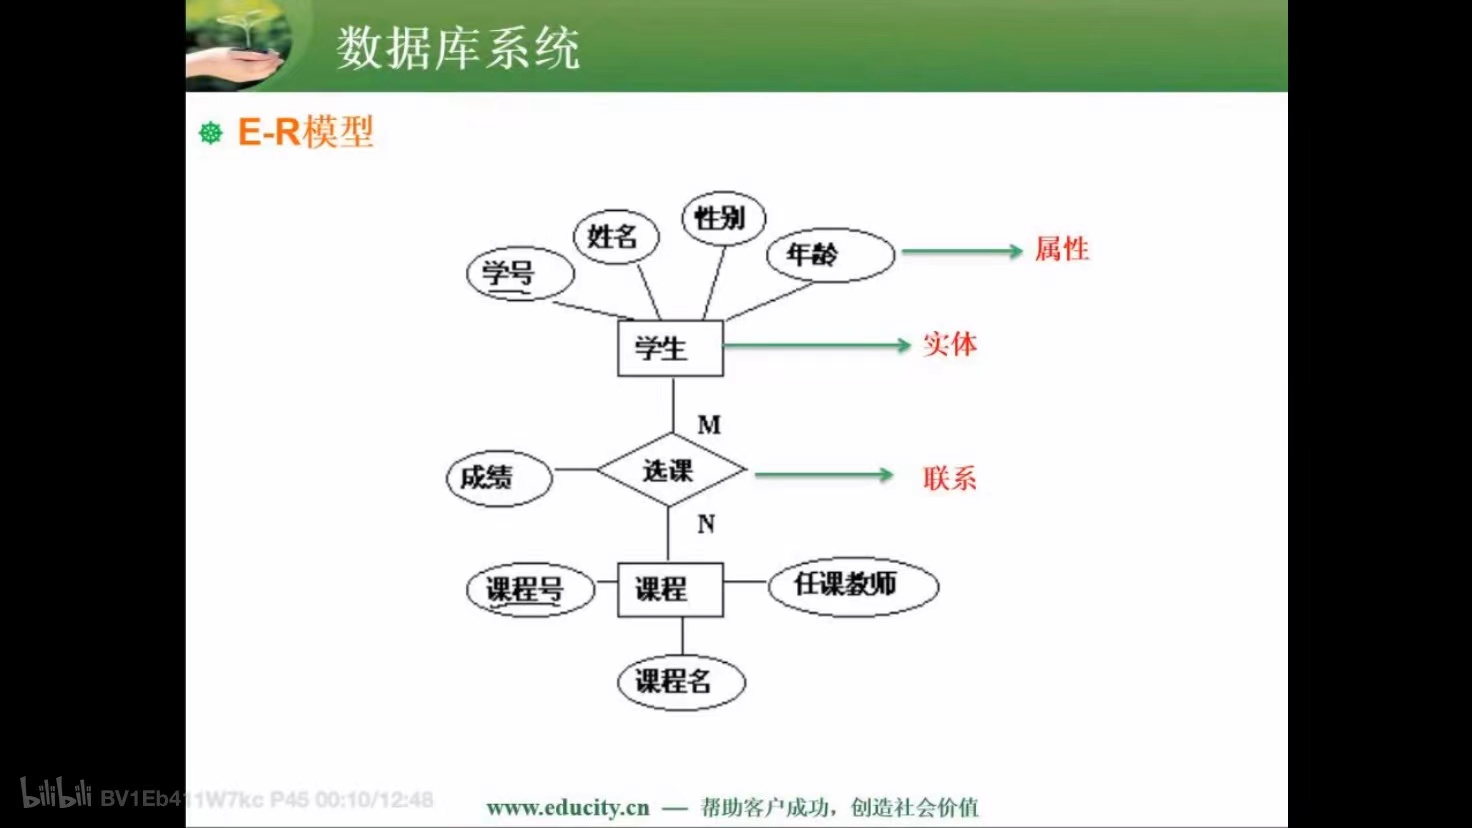 数据库系统
E-R模型
性别
姓名
年龄
属性
学号
学生
实体
M
成绩
选课
联系
N
课程号
课程
任课教师
课程名
bilibili BV1Eb411W7kc P45 00:10/12:48
www.educity.cn — 帮助客户成功，创造社会价值